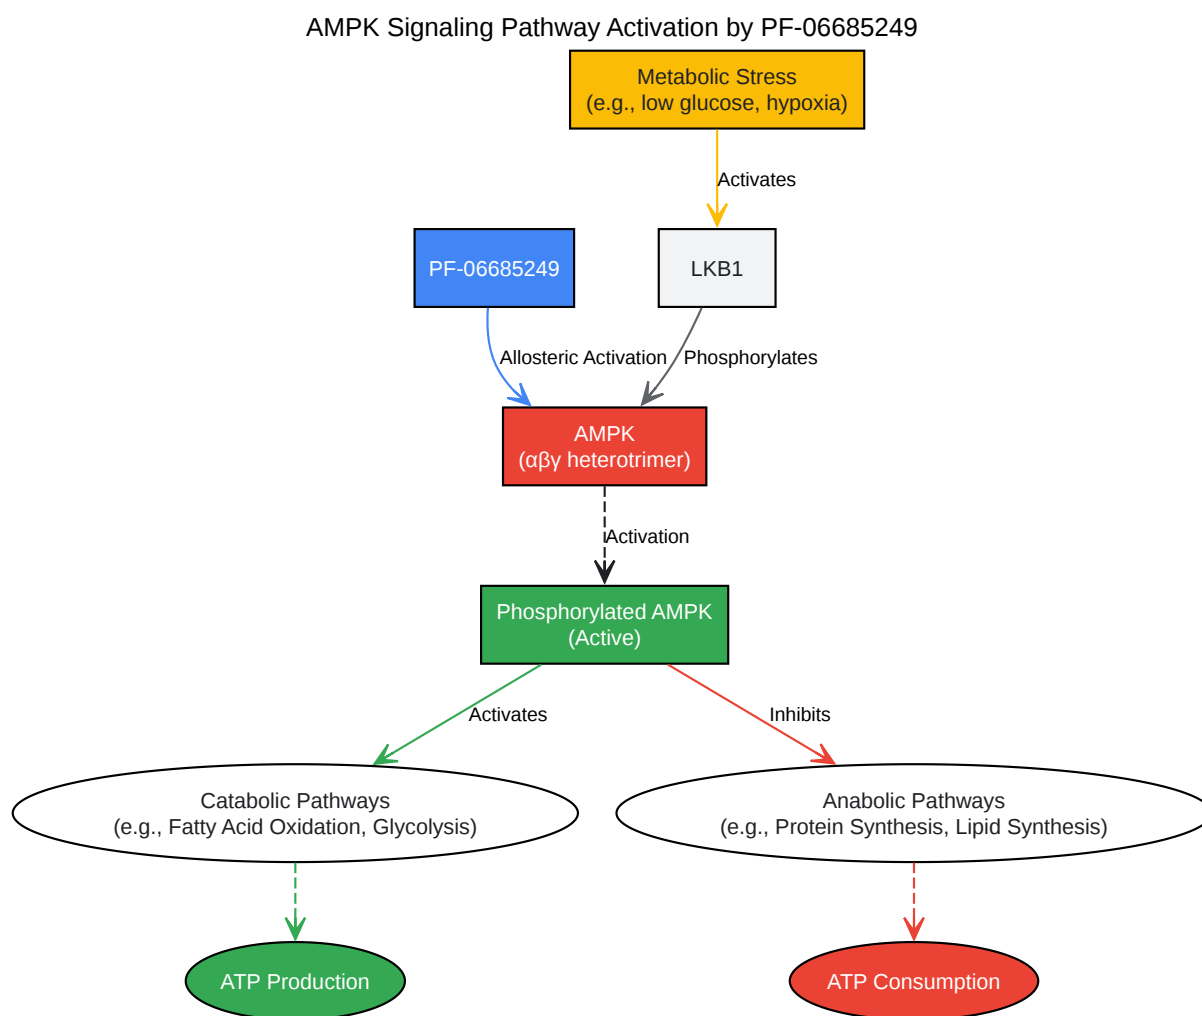 AMPK Signaling Pathway Activation by PF-06685249
Metabolic Stress
(e.g., low glucose, hypoxia)
Activates
PF-06685249
LKB1
Allosteric Activation
Phosphorylates
AMPK
(αβγ heterotrimer)
Activation
Phosphorylated AMPK
(Active)
Activates
Inhibits
Catabolic Pathways
(e.g., Fatty Acid Oxidation, Glycolysis)
Anabolic Pathways
(e.g., Protein Synthesis, Lipid Synthesis)
ATP Production
ATP Consumption